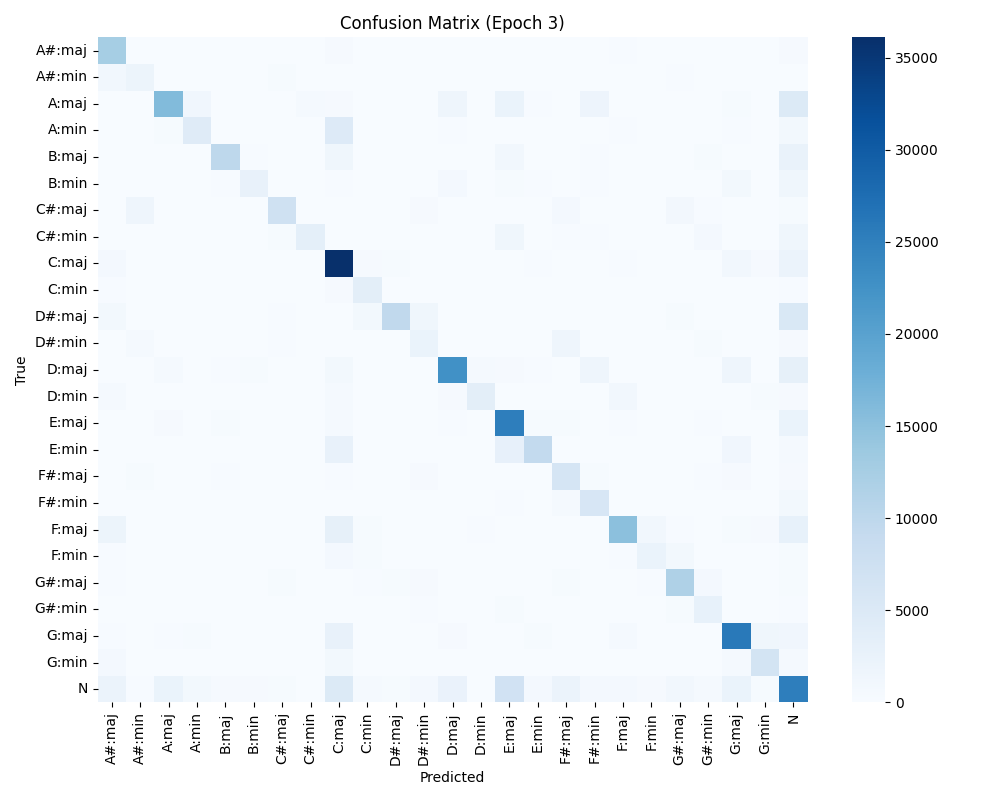 Confusion Matrix (Epoch 3)
True
A#:maj
A#:min
A:maj
A:min
B:maj
B:min
C#:maj
C#:min
C:maj
C:min
D#:maj
D#:min
D:maj
D:min
E:maj
E:min
F#:maj
F#:min
F:maj
F:min
G#:maj
G#:min
G:maj
G:min
N
A#:maj
A#:min
A:maj
A:min
B:maj
B:min
C#:maj
C#:min
C:maj
C:min
D#:maj
D#:min
D:maj
D:min
E:maj
E:min
F#:maj
F#:min
F:maj
F:min
G#:maj
G#:min
G:maj
G:min
N
Predicted
35000
30000
25000
20000
15000
10000
5000
0